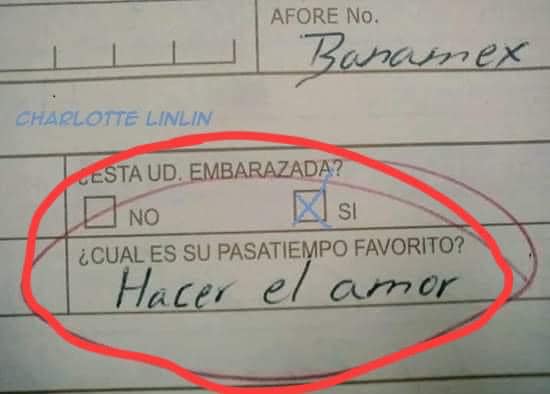 AFORE No.
Banamex
CHARLOTTE LINLIN
¿ESTA UD. EMBARAZADA?
NO SI
¿CUAL ES SU PASATIEMPO FAVORITO?
Hacer el amor